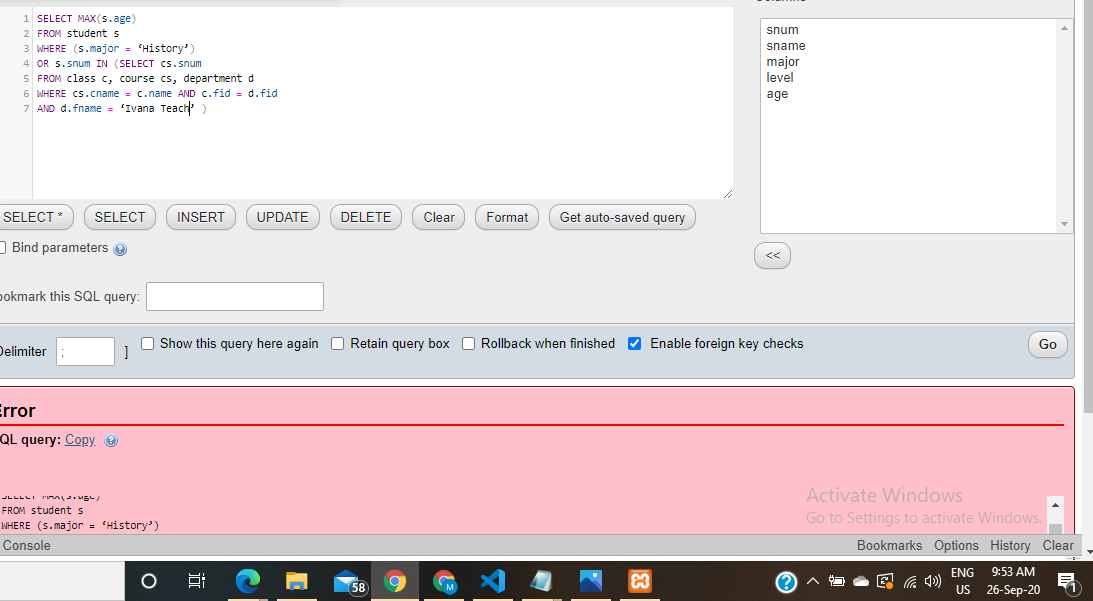 1 SELECT MAX(s.age)
2 FROM student s
3 WHERE (s.major = ‘History’)
4 OR s.snum IN (SELECT cs.snum
5 FROM class c, course cs, department d
6 WHERE cs.cname = c.name AND c.fid = d.fid
7 AND d.fname = ‘Ivana Teach’ )
snum
sname
major
level
age
SELECT * SELECT INSERT UPDATE DELETE Clear Format Get auto-saved query
<<
Bind parameters
ookmark this SQL query:
Delimiter ; ] Show this query here again Retain query box Rollback when finished Enable foreign key checks Go
Error
QL query: Copy
SELECT MAX(s.age)
FROM student s
WHERE (s.major = ‘History’)
Activate Windows
Go to Settings to activate Windows.
Console Bookmarks Options History Clear
58 M ENG 9:53 AM
US 26-Sep-20 1